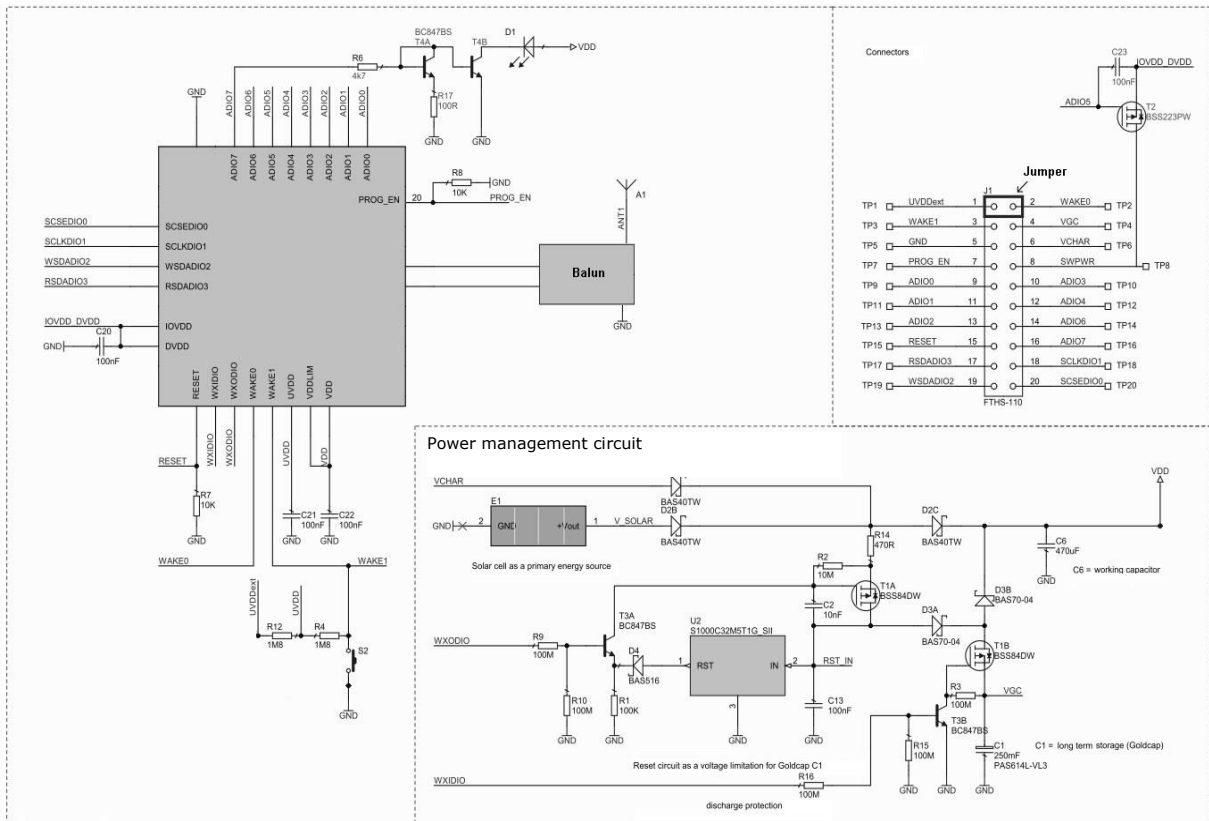 BC847BS
T4A
T4B
D1
VDD
R6
4k7
R17
100R
GND
GND
GND
ADIO7
ADIO6
ADIO5
ADIO4
ADIO3
ADIO2
ADIO1
ADIO0
ADIO7
ADIO6
ADIO5
ADIO4
ADIO3
ADIO2
ADIO1
ADIO0
R8
10K
GND
PROG_EN
20
PROG_EN
A1
ANT1
Balun
GND
SCSEDIO0
SCSEDIO0
SCLKDIO1
SCLKDIO1
WSDADIO2
WSDADIO2
RSDADIO3
RSDADIO3
IOVDD_DVDD
IOVDD
C20
GND
100nF
DVDD
RESET
WXIDIO
WXODIO
WAKE0
WAKE1
UVDD
VDDLIM
VDD
RESET
WXIDIO
WXODIO
UVDD
VDD
R7
10K
GND
C21
100nF
C22
100nF
GND
GND
WAKE0
WAKE1
UVDDext
UVDD
R12
1M8
R4
1M8
S2
GND
Connectors
C23
100nF
IOVDD_DVDD
ADIO5
T2
BSS223PW
Jumper
J1
TP1 UVDDext 1 2 WAKE0 TP2
TP3 WAKE1 3 4 VGC TP4
TP5 GND 5 6 VCHAR TP6
TP7 PROG_EN 7 8 SWPWR TP8
TP9 ADIO0 9 10 ADIO3 TP10
TP11 ADIO1 11 12 ADIO4 TP12
TP13 ADIO2 13 14 ADIO6 TP14
TP15 RESET 15 16 ADIO7 TP16
TP17 RSDADIO3 17 18 SCLKDIO1 TP18
TP19 WSDADIO2 19 20 SCSEDIO0 TP20
FTHS-110
Power management circuit
VCHAR
BAS40TW
D2B
E1
GND
2
GND
+Vout
1
V_SOLAR
BAS40TW
Solar cell as a primary energy source
D2C
BAS40TW
VDD
C6
470uF
GND
C6 = working capacitor
R14
470R
R2
10M
T1A
BSS84DW
C2
10nF
D3B
BAS70-04
D3A
BAS70-04
T3A
BC847BS
U2
S1000C32M5T1G_SII
WXODIO
R9
100M
D4
BAS516
1
RST
IN
2
RST_IN
3
T1B
BSS84DW
R10
100M
R1
100K
C13
100nF
GND
GND
GND
GND
R3
100M
VGC
T3B
BC847BS
R15
100M
C1
250mF
PAS614L-VL3
C1 = long term storage (Goldcap)
Reset circuit as a voltage limitation for Goldcap C1
WXIDIO
R16
100M
GND
GND
GND
discharge protection